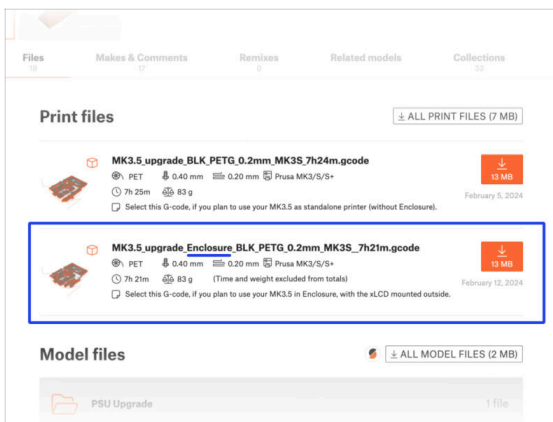 Files
Makes & Comments
Remixes
Related models
Collections
18
17
0
33
Print files
ALL PRINT FILES (7 MB)
MK3.5_upgrade_BLK_PETG_0.2mm_MK3S_7h24m.gcode
PET 0.40 mm 0.20 mm Prusa MK3/S/S+
7h 25m 83 g
Select this G-code, if you plan to use your MK3.5 as standalone printer (without Enclosure).
13 MB
February 5, 2024
MK3.5_upgrade_Enclosure_BLK_PETG_0.2mm_MK3S__7h21m.gcode
PET 0.40 mm 0.20 mm Prusa MK3/S/S+
7h 21m 83 g (Time and weight excluded from totals)
Select this G-code, if you plan to use your MK3.5 in Enclosure, with the xLCD mounted outside.
13 MB
February 12, 2024
Model files
ALL MODEL FILES (2 MB)
PSU Upgrade
1 file